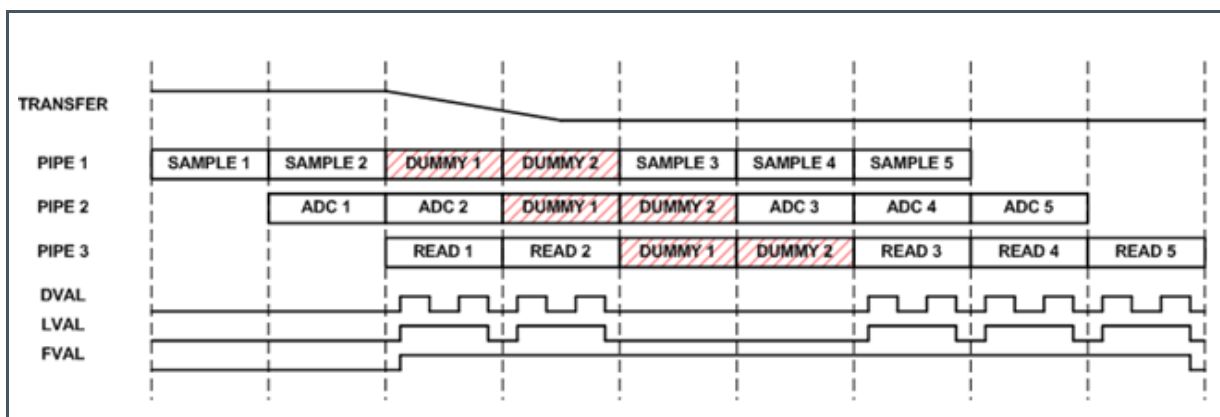 TRANSFER
PIPE 1 SAMPLE 1 SAMPLE 2 DUMMY 1 DUMMY 2 SAMPLE 3 SAMPLE 4 SAMPLE 5
PIPE 2 ADC 1 ADC 2 DUMMY 1 DUMMY 2 ADC 3 ADC 4 ADC 5
PIPE 3 READ 1 READ 2 DUMMY 1 DUMMY 2 READ 3 READ 4 READ 5
DVAL
LVAL
FVAL